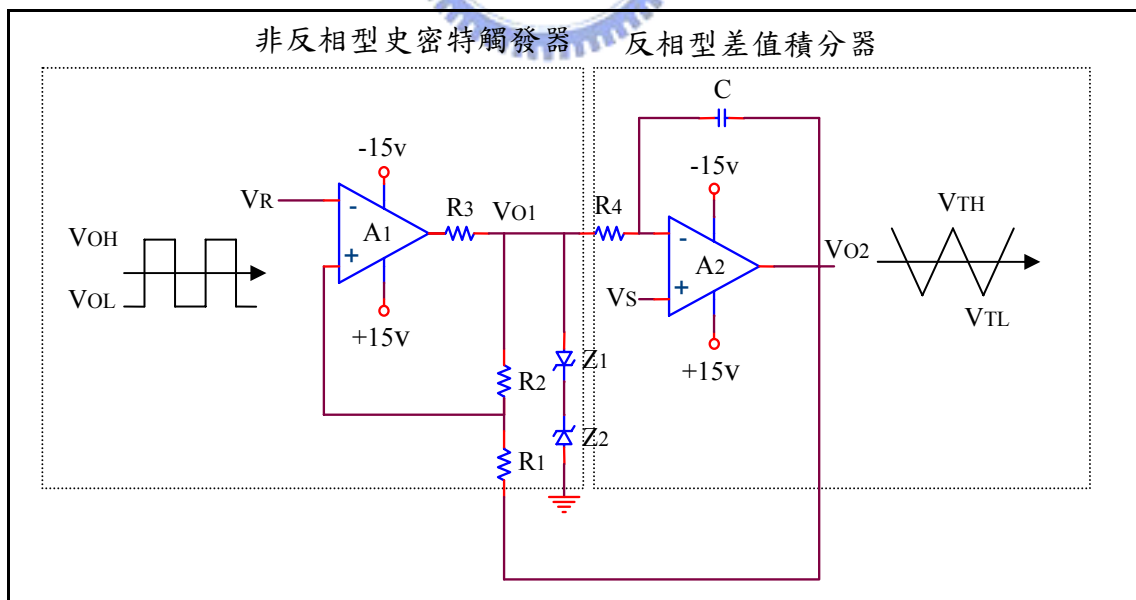 非反相型史密特觸發器
反相型差值積分器
C
-15v
-15v
VR
-
R3
VO1
R4
-
VTH
VOH
A1
A2
VO2
VOL
+
VS
+
VTL
+15v
+15v
Z1
R2
Z2
R1